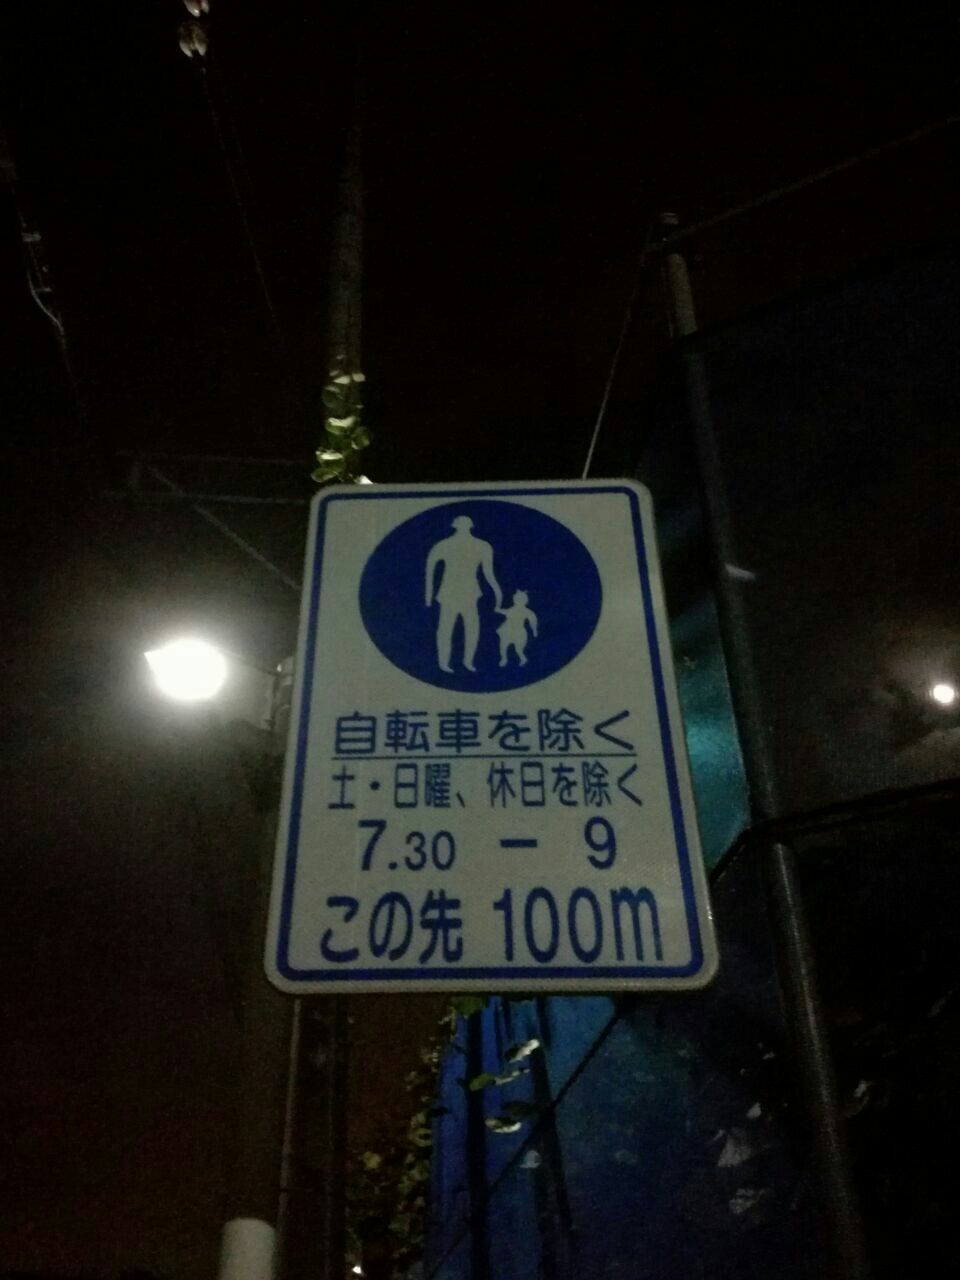 自転車を除く
土・日曜、休日を除く
7.30 - 9
この先 100m